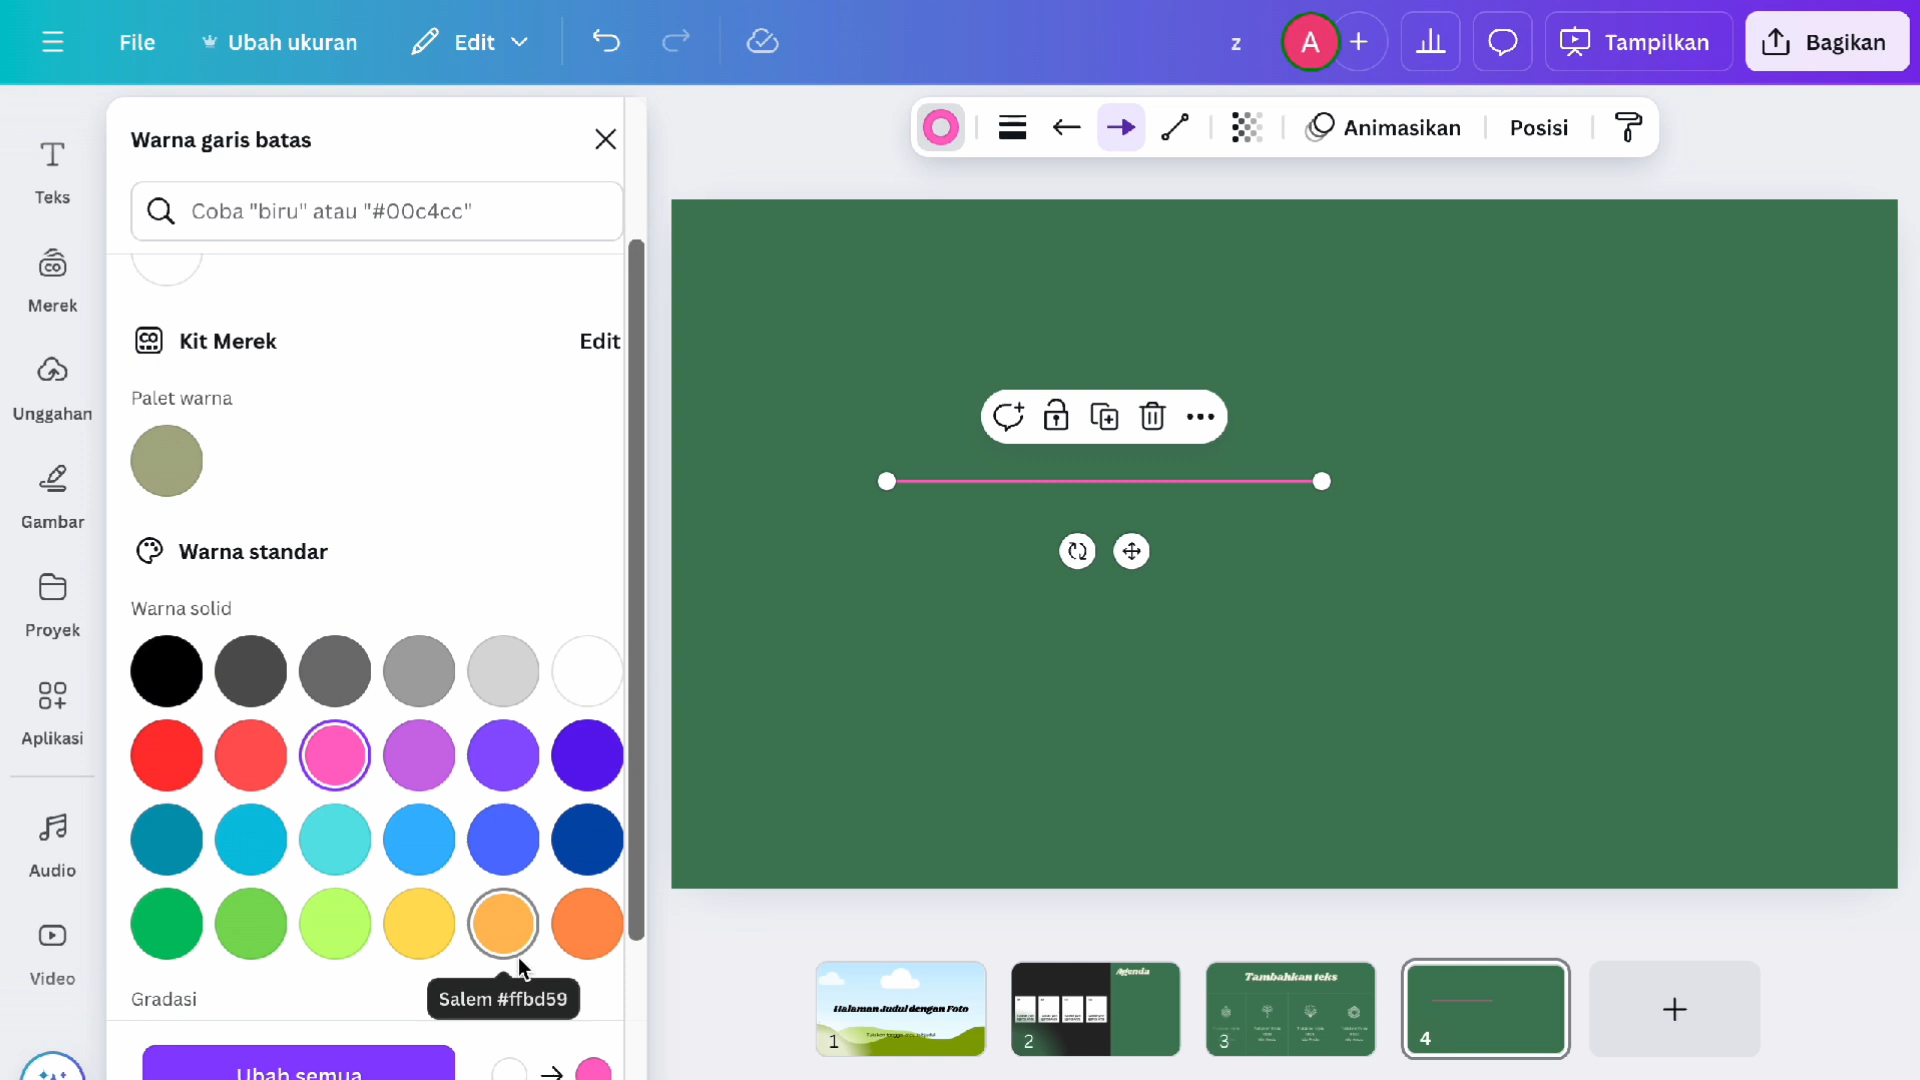 File
Ubah ukuran
Edit
z
A
Tampilkan
Bagikan
Teks
Merek
Unggahan
Gambar
Proyek
Aplikasi
Audio
Video
Warna garis batas
Coba "biru" atau "#00c4cc"
Kit Merek
Edit
Palet warna
Warna standar
Warna solid
Salem #ffbd59
Gradasi
Ubah semua
Animasikan
Posisi
Halaman Judul dengan Foto
1
Agenda
2
Tambahkan teks
3
4